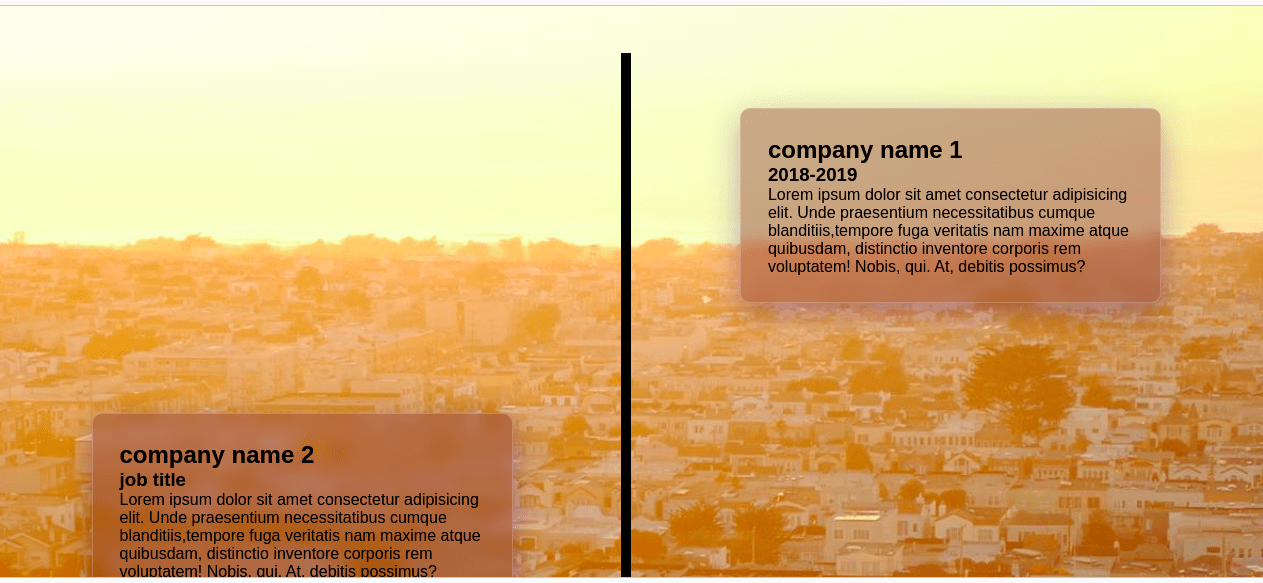 company name 1
2018-2019
Lorem ipsum dolor sit amet consectetur adipisicing
elit. Unde praesentium necessitatibus cumque
blanditiis,tempore fuga veritatis nam maxime atque
quibusdam, distinctio inventore corporis rem
voluptatem! Nobis, qui. At, debitis possimus?
company name 2
job title
Lorem ipsum dolor sit amet consectetur adipisicing
elit. Unde praesentium necessitatibus cumque
blanditiis,tempore fuga veritatis nam maxime atque
quibusdam, distinctio inventore corporis rem
voluptatem! Nobis, qui. At, debitis possimus?